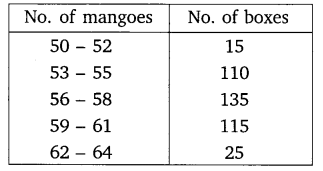 No. of mangoes No. of boxes
50 – 52 15
53 – 55 110
56 – 58 135
59 – 61 115
62 – 64 25